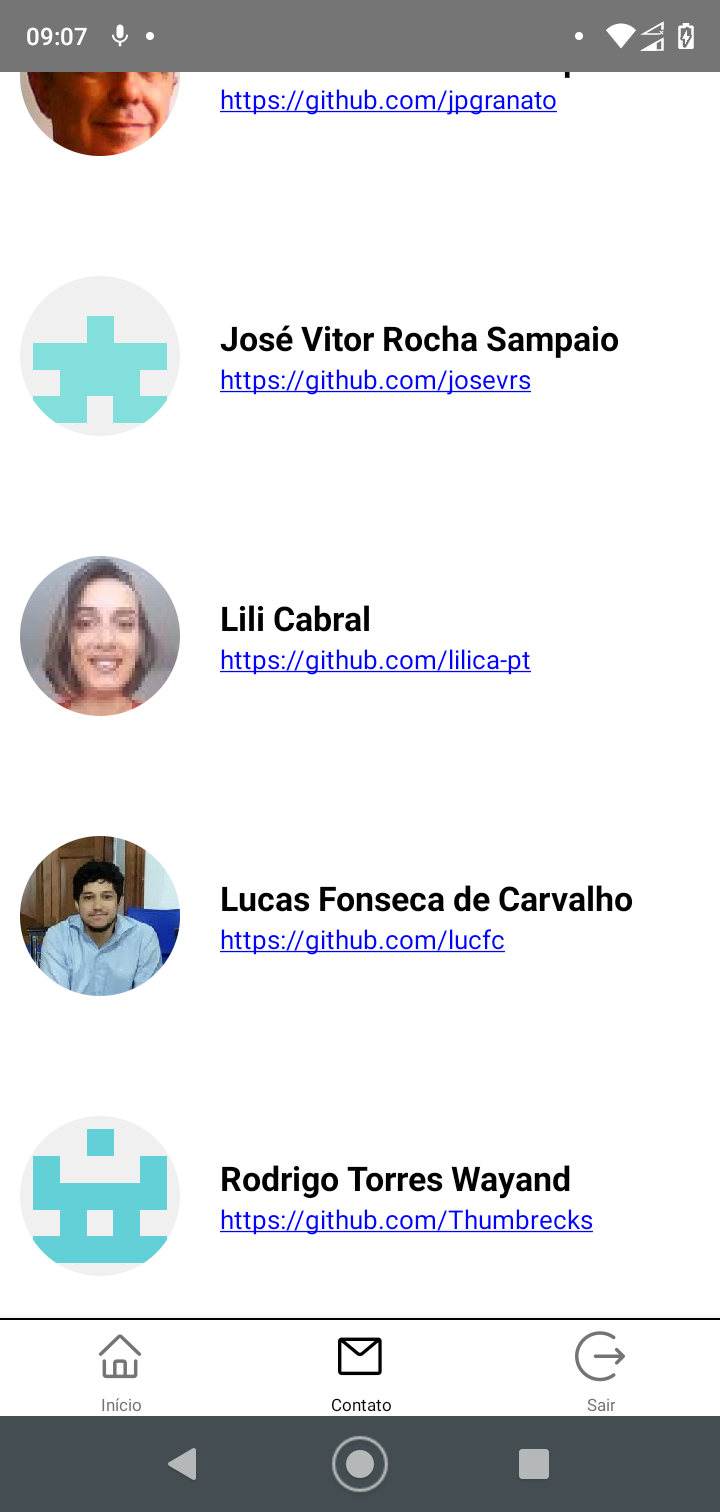 09:07
https://github.com/jpgranato
José Vitor Rocha Sampaio
https://github.com/josevrs
Lili Cabral
https://github.com/lilica-pt
Lucas Fonseca de Carvalho
https://github.com/lucfc
Rodrigo Torres Wayand
https://github.com/Thumbrecks
Início
Contato
Sair